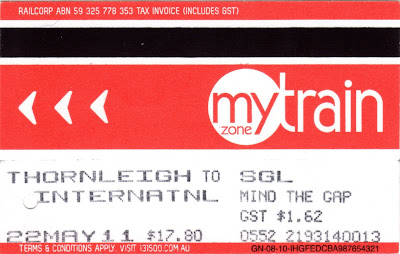 RAILCORP ABN 59 325 778 353 TAX INVOICE (INCLUDES GST)
mytrain
zone
THORNLEIGH TO SGL
INTERNATNL MIND THE GAP
GST $1.62
22MAY11 $17.80 0552 2193140013
TERMS & CONDITIONS APPLY. VISIT 131500.COM.AU GN-08-10-IHGFEDCBA987654321